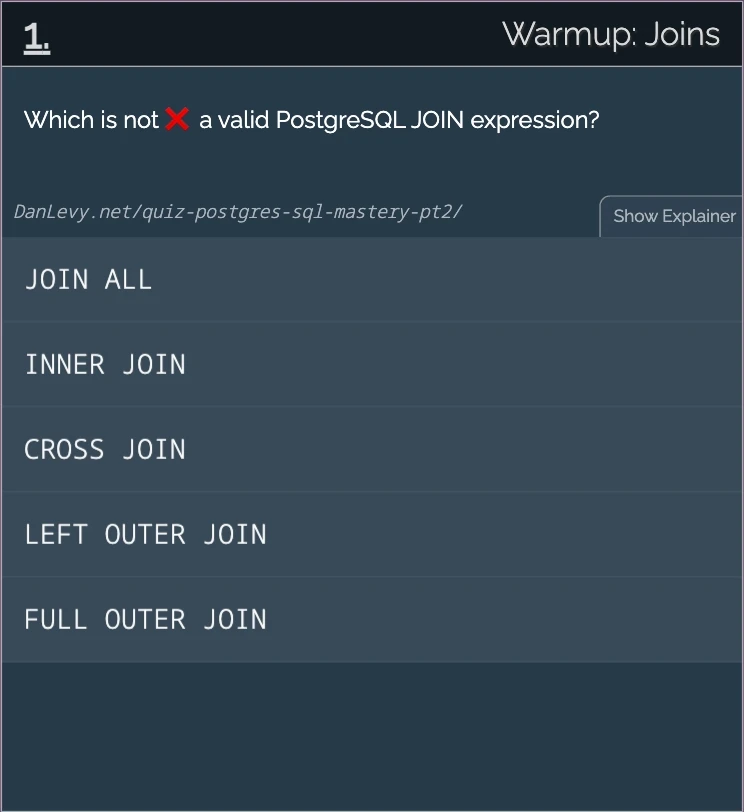 1.
Warmup: Joins
Which is not ❌ a valid PostgreSQL JOIN expression?
DanLevy.net/quiz-postgres-sql-mastery-pt2/
Show Explainer
JOIN ALL
INNER JOIN
CROSS JOIN
LEFT OUTER JOIN
FULL OUTER JOIN